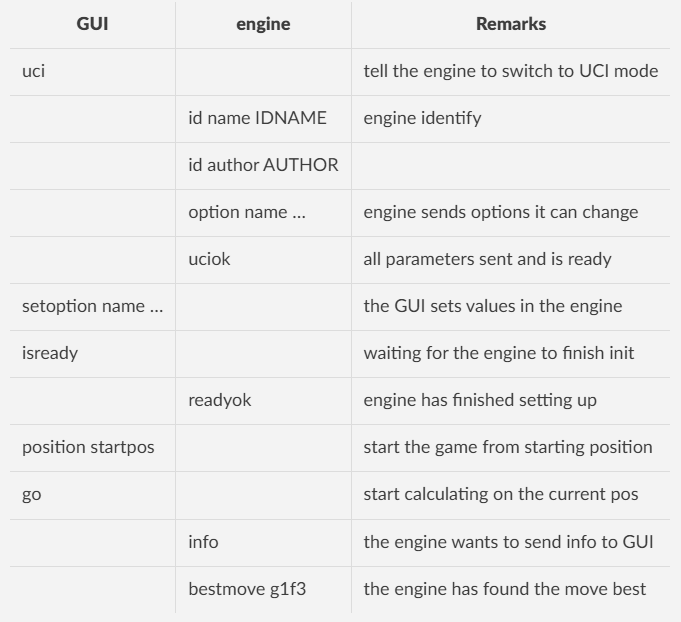 GUI engine Remarks
uci tell the engine to switch to UCI mode
id name IDNAME engine identify
id author AUTHOR
option name ... engine sends options it can change
uciok all parameters sent and is ready
setoption name ... the GUI sets values in the engine
isready waiting for the engine to finish init
readyok engine has finished setting up
position startpos start the game from starting position
go start calculating on the current pos
info the engine wants to send info to GUI
bestmove g1f3 the engine has found the move best